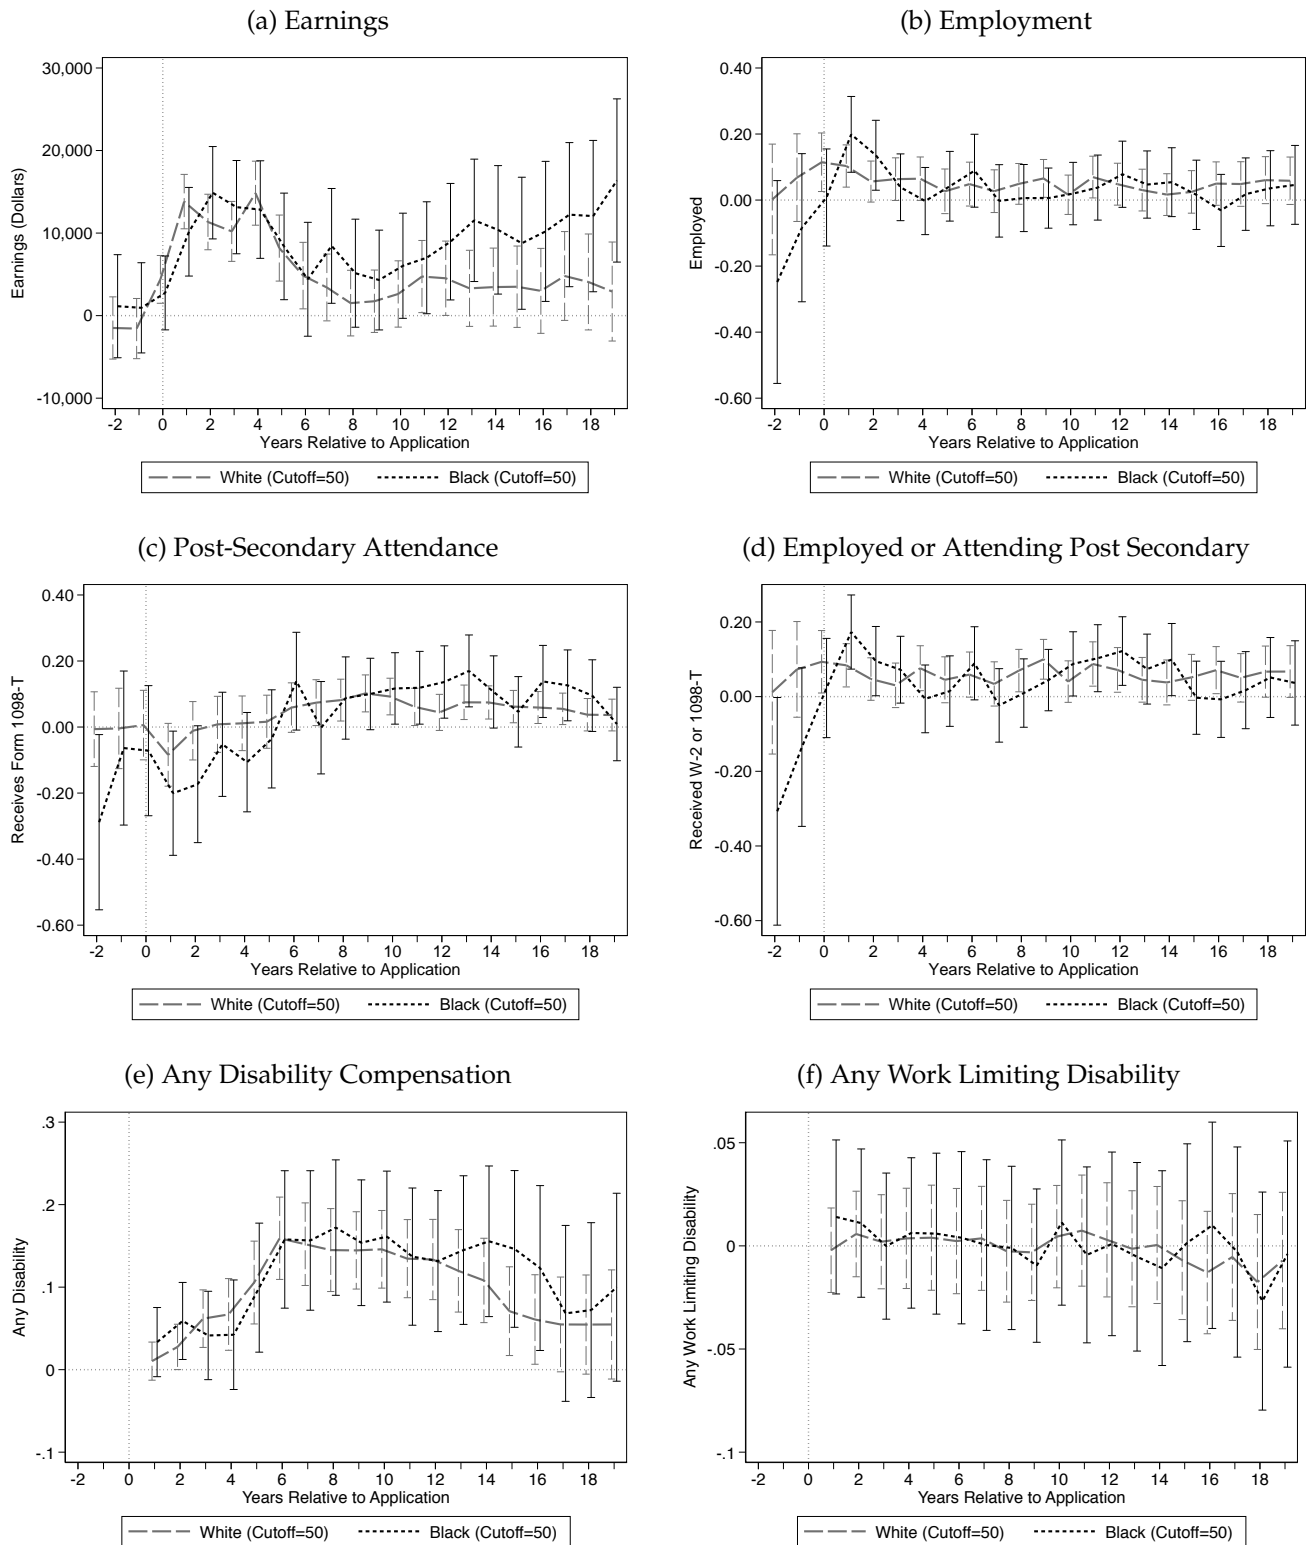 (a) Earnings
30,000
20,000
10,000
0
-10,000
Earnings (Dollars)
-2 0 2 4 6 8 10 12 14 16 18
Years Relative to Application
White (Cutoff=50) Black (Cutoff=50)
(b) Employment
0.40
0.20
0.00
-0.20
-0.40
-0.60
Employed
-2 0 2 4 6 8 10 12 14 16 18
Years Relative to Application
White (Cutoff=50) Black (Cutoff=50)
(c) Post-Secondary Attendance
0.40
0.20
0.00
-0.20
-0.40
-0.60
Receives Form 1098-T
-2 0 2 4 6 8 10 12 14 16 18
Years Relative to Application
White (Cutoff=50) Black (Cutoff=50)
(d) Employed or Attending Post Secondary
0.20
0.00
-0.20
-0.40
-0.60
Received W-2 or 1098-T
-2 0 2 4 6 8 10 12 14 16 18
Years Relative to Application
White (Cutoff=50) Black (Cutoff=50)
(e) Any Disability Compensation
.3
.2
.1
0
-.1
Any Disability
-2 0 2 4 6 8 10 12 14 16 18
Years Relative to Application
White (Cutoff=50) Black (Cutoff=50)
(f) Any Work Limiting Disability
.05
0
-.05
-.1
Any Work Limiting Disability
-2 0 2 4 6 8 10 12 14 16 18
Years Relative to Application
White (Cutoff=50) Black (Cutoff=50)